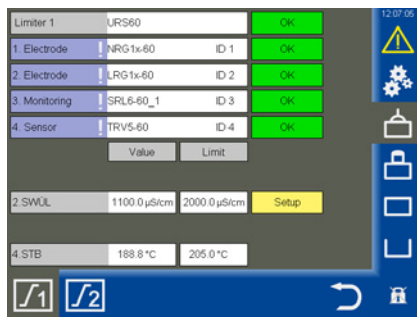 12:07:05
Limiter 1 URS60 OK
1. Electrode ! NRG1x-60 ID 1 OK
2. Electrode ! LRG1x-60 ID 2 OK
3. Monitoring ! SRL6-60_1 ID 3 OK
4. Sensor ! TRV5-60 ID 4 OK
Value Limit
2.SWÜL 1100.0 µS/cm 2000.0 µS/cm Setup
4.STB 188.8 °C 205.0 °C
1 2